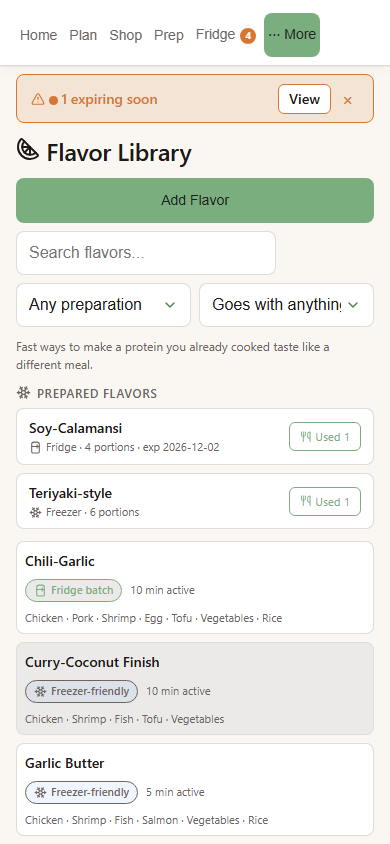 Home Plan Shop Prep Fridge 4 ··· More
1 expiring soon View ×
Flavor Library
Add Flavor
Search flavors...
Any preparation Goes with anything
Fast ways to make a protein you already cooked taste like a
different meal.
PREPARED FLAVORS
Soy-Calamansi
Fridge · 4 portions · exp 2026-12-02
Used 1
Teriyaki-style
Freezer · 6 portions
Used 1
Chili-Garlic
Fridge batch 10 min active
Chicken · Pork · Shrimp · Egg · Tofu · Vegetables · Rice
Curry-Coconut Finish
Freezer-friendly 10 min active
Chicken · Shrimp · Fish · Tofu · Vegetables
Garlic Butter
Freezer-friendly 5 min active
Chicken · Shrimp · Fish · Salmon · Vegetables · Rice